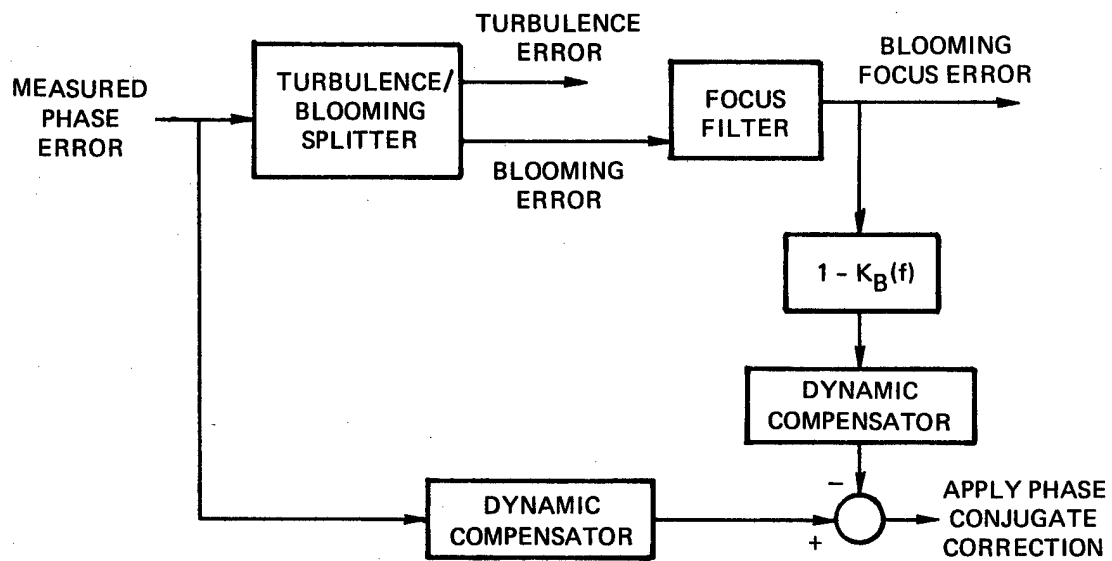 MEASURED
PHASE
ERROR
TURBULENCE/
BLOOMING
SPLITTER
TURBULENCE
ERROR
BLOOMING
ERROR
FOCUS
FILTER
BLOOMING
FOCUS ERROR
1 - K_B(f)
DYNAMIC
COMPENSATOR
DYNAMIC
COMPENSATOR
−
+
APPLY PHASE
CONJUGATE
CORRECTION